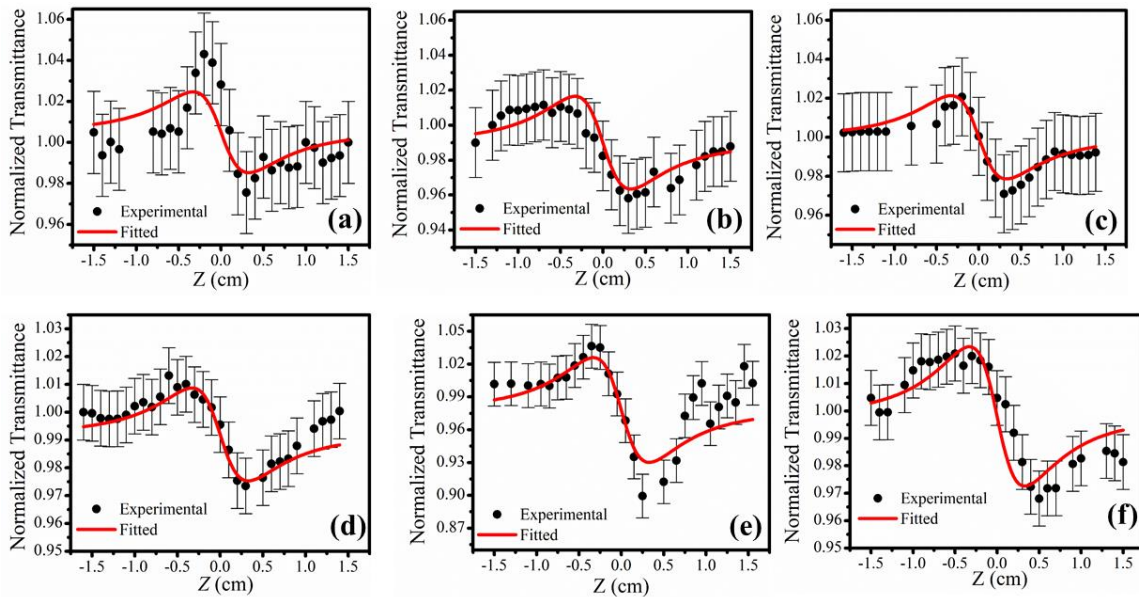 Normalized Transmittance
1.06
1.04
1.02
1.00
0.98
0.96
Experimental
Fitted
(a)
-1.5 -1.0 -0.5 0.0 0.5 1.0 1.5
Z (cm)
Normalized Transmittance
1.06
1.04
1.02
1.00
0.98
0.96
0.94
Experimental
Fitted
(b)
-1.5 -1.0 -0.5 0.0 0.5 1.0 1.5
Z (cm)
Normalized Transmittance
1.06
1.04
1.02
1.00
0.98
0.96
Experimental
Fitted
(c)
-1.5 -1.0 -0.5 0.0 0.5 1.0 1.5
Z (cm)
Normalized Transmittance
1.03
1.02
1.01
1.00
0.99
0.98
0.97
0.96
0.95
Experimental
Fitted
(d)
-1.5 -1.0 -0.5 0.0 0.5 1.0 1.5
Z (cm)
Normalized Transmittance
1.05
1.02
0.99
0.96
0.93
0.90
0.87
Experimental
Fitted
(e)
-1.5 -1.0 -0.5 0.0 0.5 1.0 1.5
Z (cm)
Normalized Transmittance
1.03
1.02
1.01
1.00
0.99
0.98
0.97
0.96
0.95
Experimental
Fitted
(f)
-1.5 -1.0 -0.5 0.0 0.5 1.0 1.5
Z (cm)